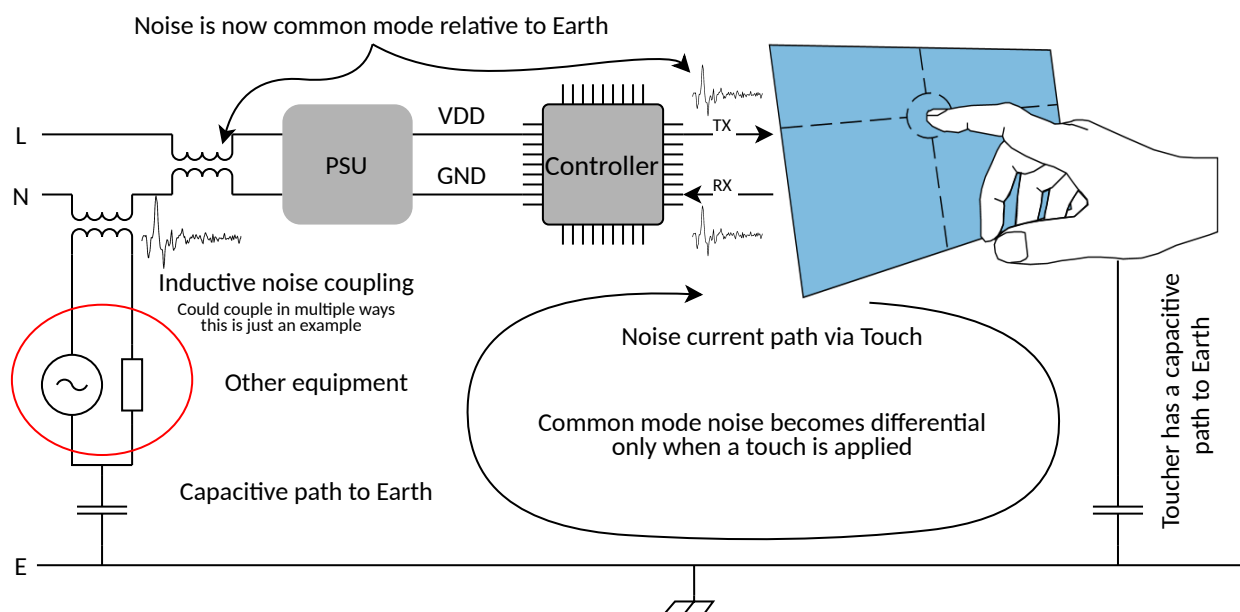 Noise is now common mode relative to Earth
L
N
PSU
VDD
GND
Controller
TX
RX
Inductive noise coupling
Could couple in multiple ways
this is just an example
Other equipment
Capacitive path to Earth
Noise current path via Touch
Common mode noise becomes differential
only when a touch is applied
Toucher has a capacitive
path to Earth
E